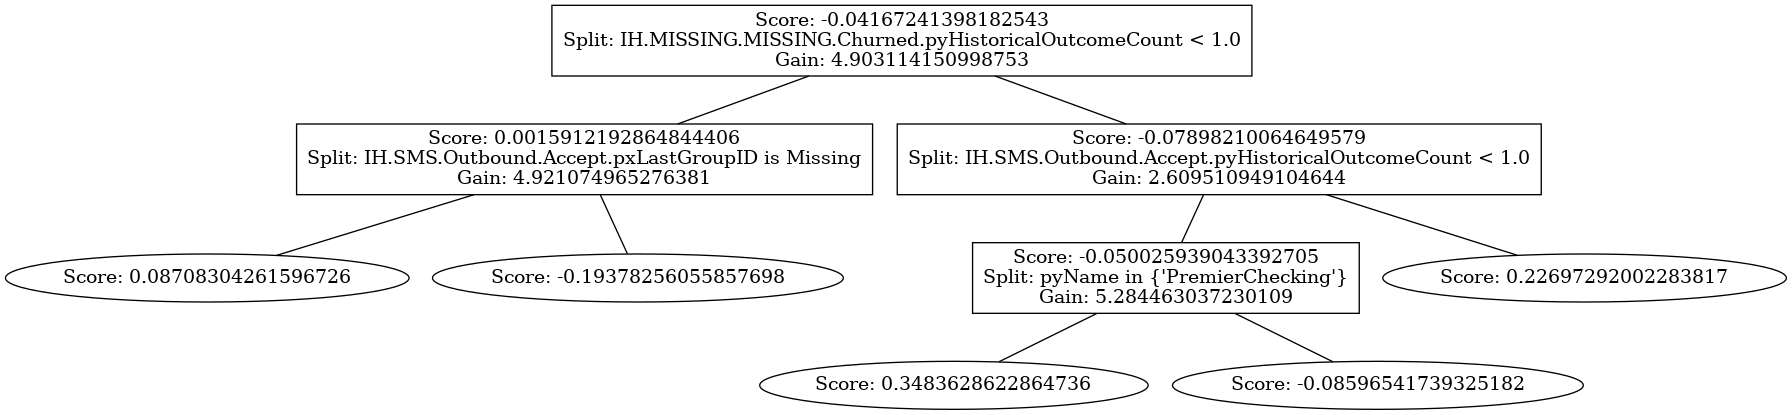 Score: -0.04167241398182543
Split: IH.MISSING.MISSING.Churned.pyHistoricalOutcomeCount < 1.0
Gain: 4.903114150998753
Score: 0.0015912192864844406
Split: IH.SMS.Outbound.Accept.pxLastGroupID is Missing
Gain: 4.921074965276381
Score: -0.07898210064649579
Split: IH.SMS.Outbound.Accept.pyHistoricalOutcomeCount < 1.0
Gain: 2.609510949104644
Score: 0.08708304261596726
Score: -0.19378256055857698
Score: -0.050025939043392705
Split: pyName in {'PremierChecking'}
Gain: 5.284463037230109
Score: 0.22697292002283817
Score: 0.3483628622864736
Score: -0.08596541739325182